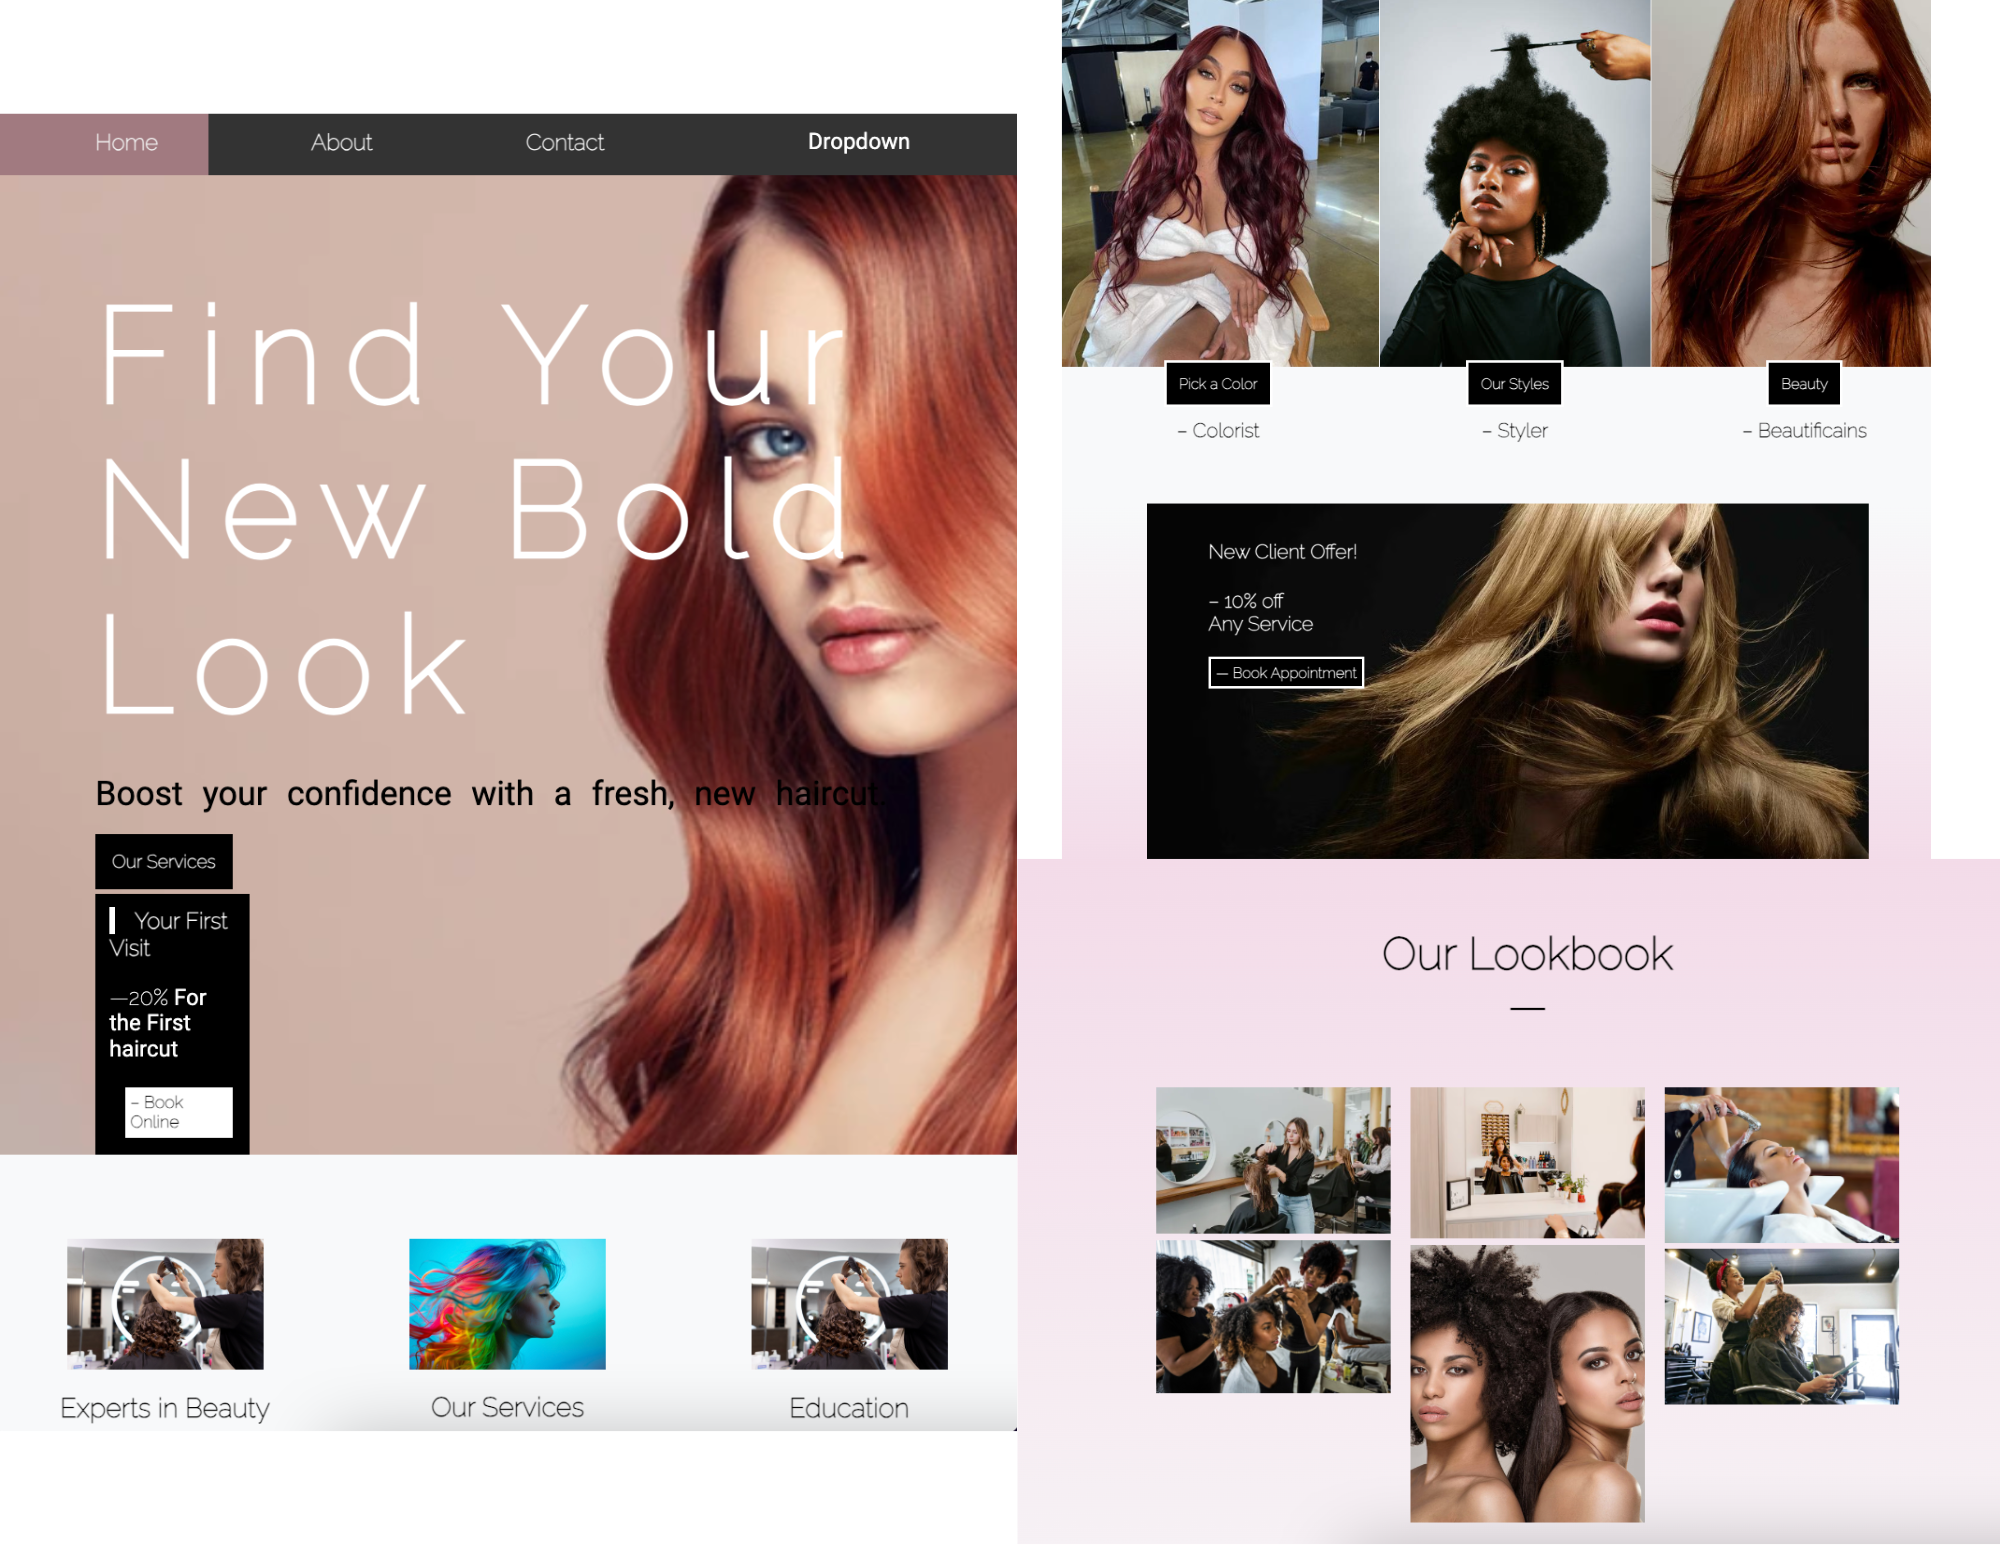 Home About Contact Dropdown
Find Your
New Bold
Look
Boost your confidence with a fresh, new haircut.
Our Services
Your First
Visit
—20% For
the First
haircut
– Book
Online
Experts in Beauty
Our Services
Education
Pick a Color
– Colorist
Our Styles
– Styler
Beauty
– Beautificains
New Client Offer!
– 10% off
Any Service
— Book Appointment
Our Lookbook